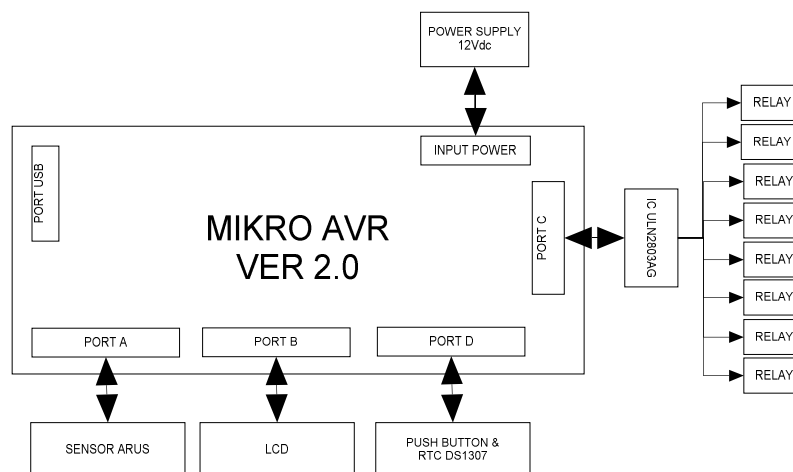 POWER SUPPLY
12Vdc
INPUT POWER
PORT USB
MIKRO AVR
VER 2.0
PORT C
IC ULN2803AG
RELAY
RELAY
RELAY
RELAY
RELAY
RELAY
RELAY
RELAY
PORT A
PORT B
PORT D
SENSOR ARUS
LCD
PUSH BUTTON &
RTC DS1307